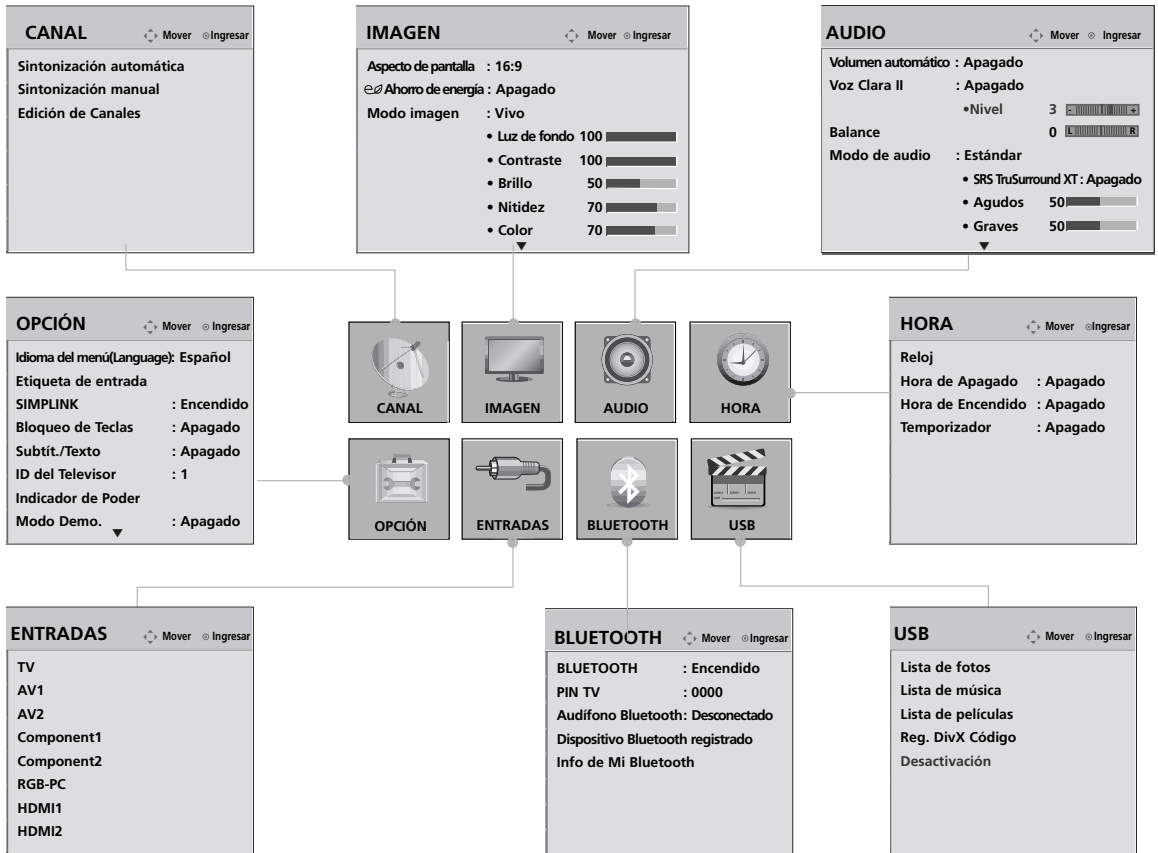 CANAL Mover Ingresar
Sintonización automática
Sintonización manual
Edición de Canales
IMAGEN Mover Ingresar
Aspecto de pantalla : 16:9
Ahorro de energía : Apagado
Modo imagen : Vivo
• Luz de fondo 100
• Contraste 100
• Brillo 50
• Nitidez 70
• Color 70
AUDIO Mover Ingresar
Volumen automático : Apagado
Voz Clara II : Apagado
•Nivel 3 - +
Balance 0 L R
Modo de audio : Estándar
• SRS TruSurround XT : Apagado
• Agudos 50
• Graves 50
OPCIÓN Mover Ingresar
Idioma del menú(Language): Español
Etiqueta de entrada
SIMPLINK : Encendido
Bloqueo de Teclas : Apagado
Subtít./Texto : Apagado
ID del Televisor : 1
Indicador de Poder
Modo Demo. : Apagado
CANAL IMAGEN AUDIO HORA
OPCIÓN ENTRADAS BLUETOOTH USB
HORA Mover Ingresar
Reloj
Hora de Apagado : Apagado
Hora de Encendido : Apagado
Temporizador : Apagado
ENTRADAS Mover Ingresar
TV
AV1
AV2
Component1
Component2
RGB-PC
HDMI1
HDMI2
BLUETOOTH Mover Ingresar
BLUETOOTH : Encendido
PIN TV : 0000
Audífono Bluetooth: Desconectado
Dispositivo Bluetooth registrado
Info de Mi Bluetooth
USB Mover Ingresar
Lista de fotos
Lista de música
Lista de películas
Reg. DivX Código
Desactivación